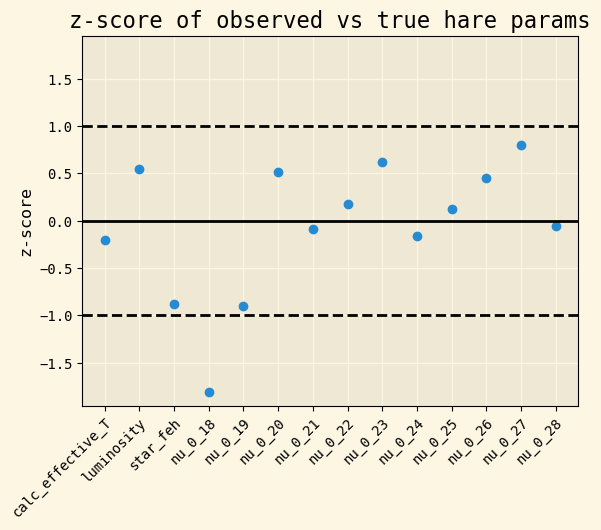 z-score of observed vs true hare params
z-score
1.5
1.0
0.5
0.0
−0.5
−1.0
−1.5
calc_effective_T
luminosity
star_feh
nu_0_18
nu_0_19
nu_0_20
nu_0_21
nu_0_22
nu_0_23
nu_0_24
nu_0_25
nu_0_26
nu_0_27
nu_0_28